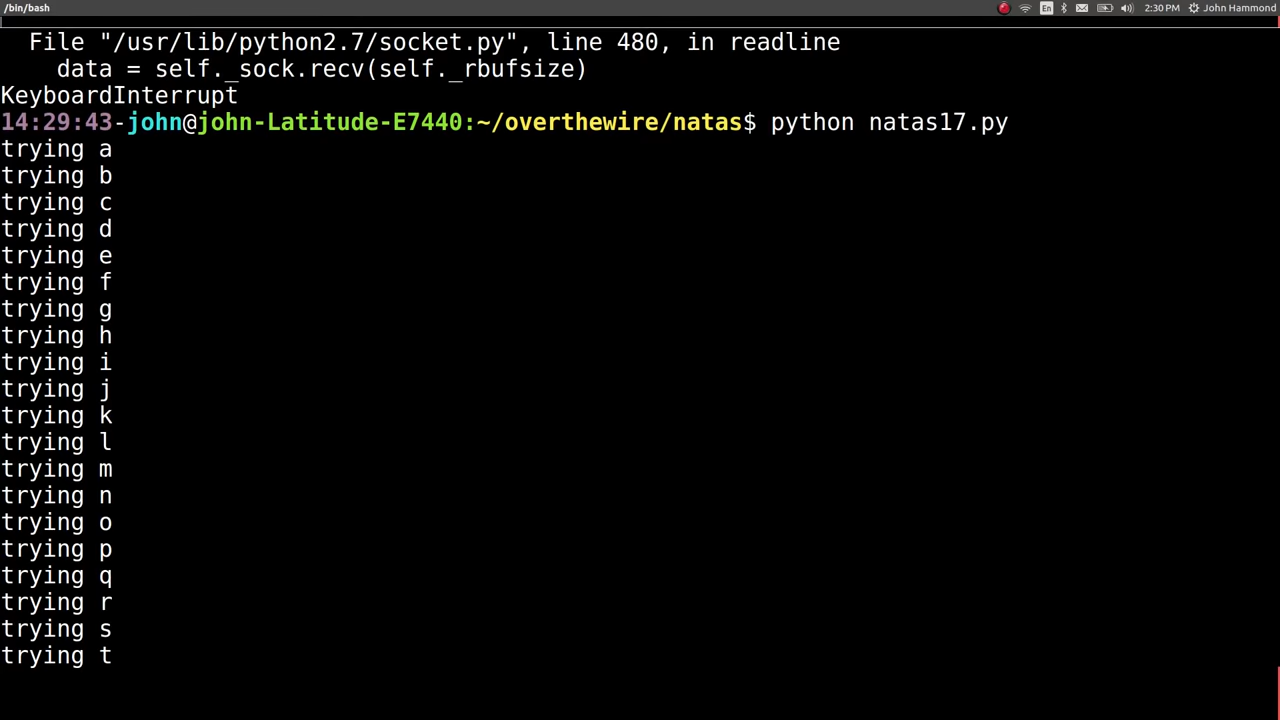 /bin/bash
En
2:30 PM
John Hammond
File "/usr/lib/python2.7/socket.py", line 480, in readline
data = self._sock.recv(self._rbufsize)
KeyboardInterrupt
14:29:43-john@john-Latitude-E7440:~/overthewire/natas$ python natas17.py
trying a
trying b
trying c
trying d
trying e
trying f
trying g
trying h
trying i
trying j
trying k
trying l
trying m
trying n
trying o
trying p
trying q
trying r
trying s
trying t